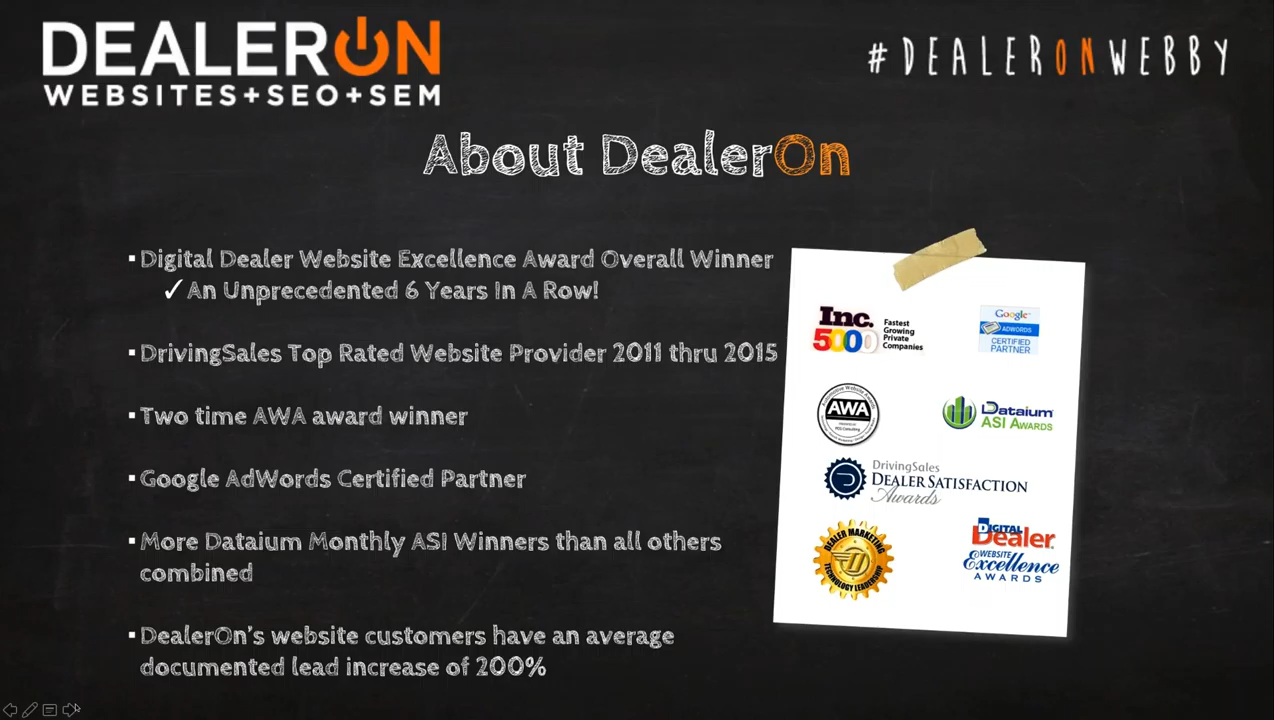 DEALERON
WEBSITES+SEO+SEM
#DEALERONWEBBY
About DealerOn
▪Digital Dealer Website Excellence Award Overall Winner
✓An Unprecedented 6 Years In A Row!
▪DrivingSales Top Rated Website Provider 2011 thru 2015
▪Two time AWA award winner
▪Google AdWords Certified Partner
▪More Dataium Monthly ASI Winners than all others
combined
▪DealerOn's website customers have an average
documented lead increase of 200%
Inc.
5000
Fastest
Growing
Private
Companies
Google™
ADWORDS
CERTIFIED
PARTNER
AWA
Dataium
ASI AWARDS
DrivingSales
DEALER SATISFACTION
Awards
DEALER MARKETING
TECHNOLOGY LEADERSHIP
DIGITAL
Dealer
WEBSITE
Excellence
AWARDS